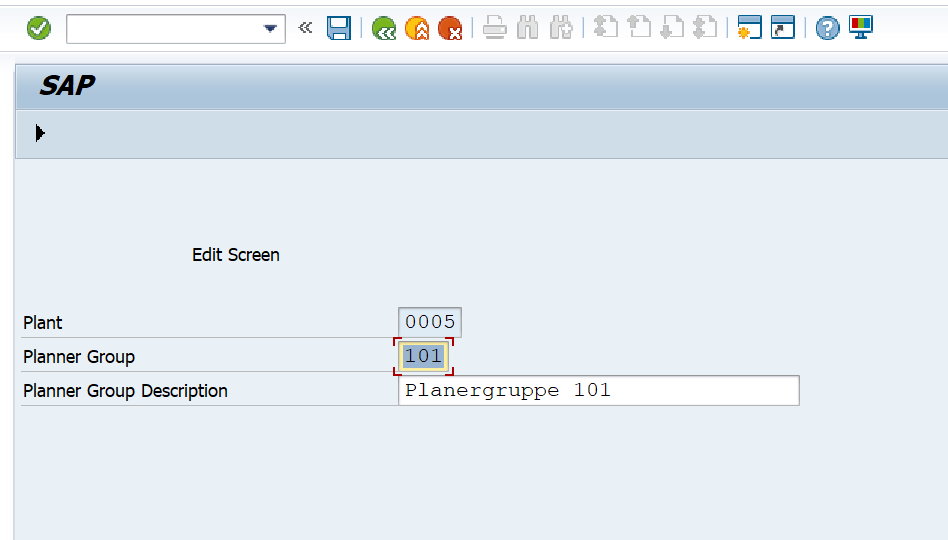 SAP
Edit Screen
Plant 0005
Planner Group 101
Planner Group Description Planergruppe 101